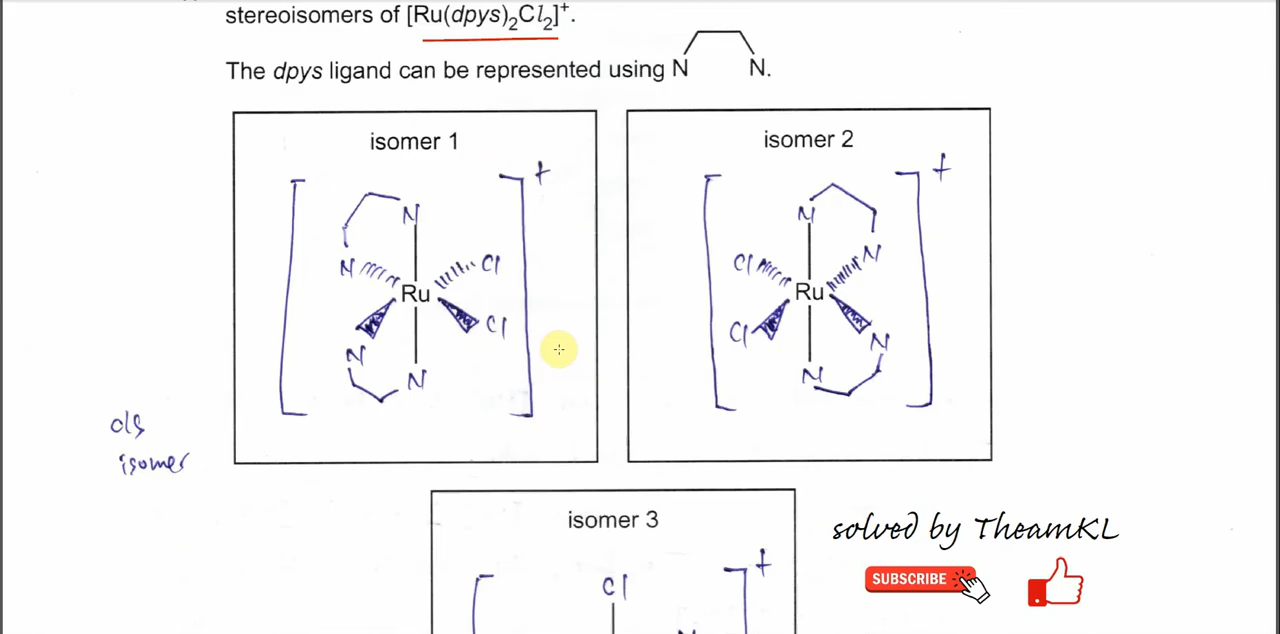 stereoisomers of [Ru(dpys)₂Cl₂]⁺.
The dpys ligand can be represented using N N.
isomer 1
isomer 2
+
+
N
N
N
Cl
Cl
N
Ru
Ru
Cl
Cl
N
N
N
N
cis
isomer
isomer 3
solved by TheamKL
+
SUBSCRIBE
Cl